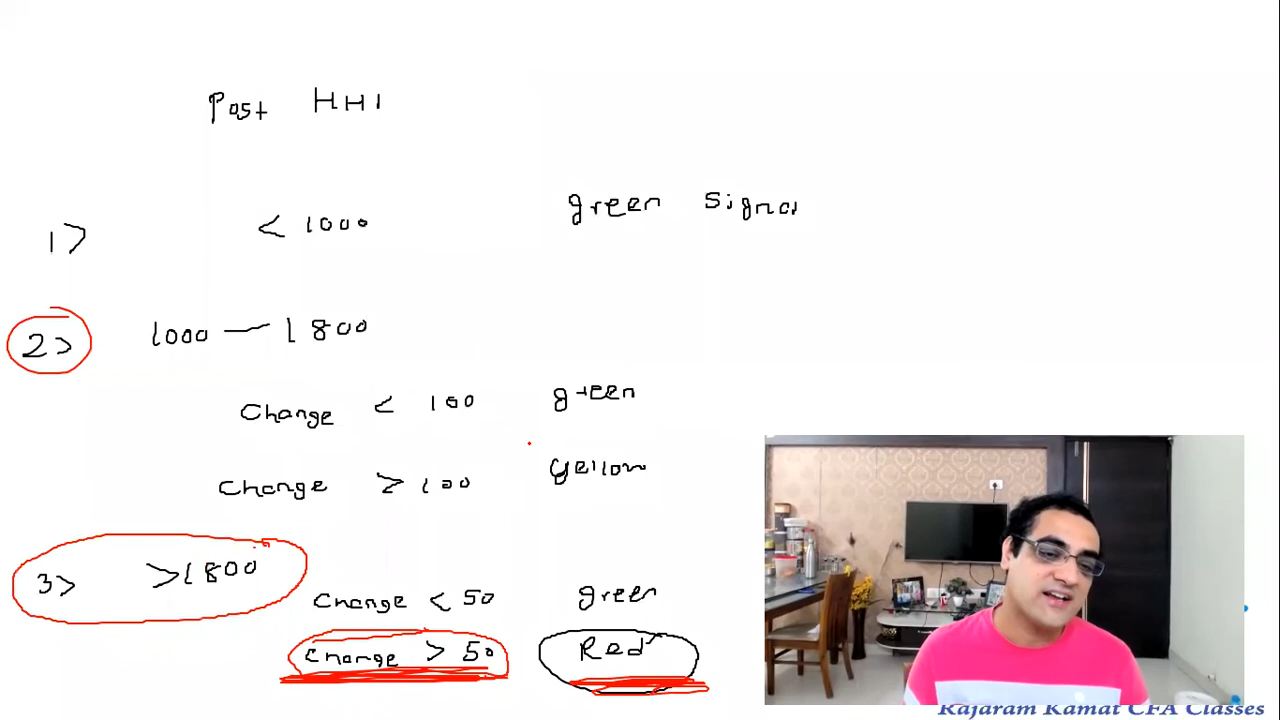 Post HHI
1> < 1000 green Signal
2> 1000 — 1800
Change < 100 green
Change > 100 yellow
3> >1800
Change < 50 green
Change > 50 Red
Rajaram Kamat CFA Classes